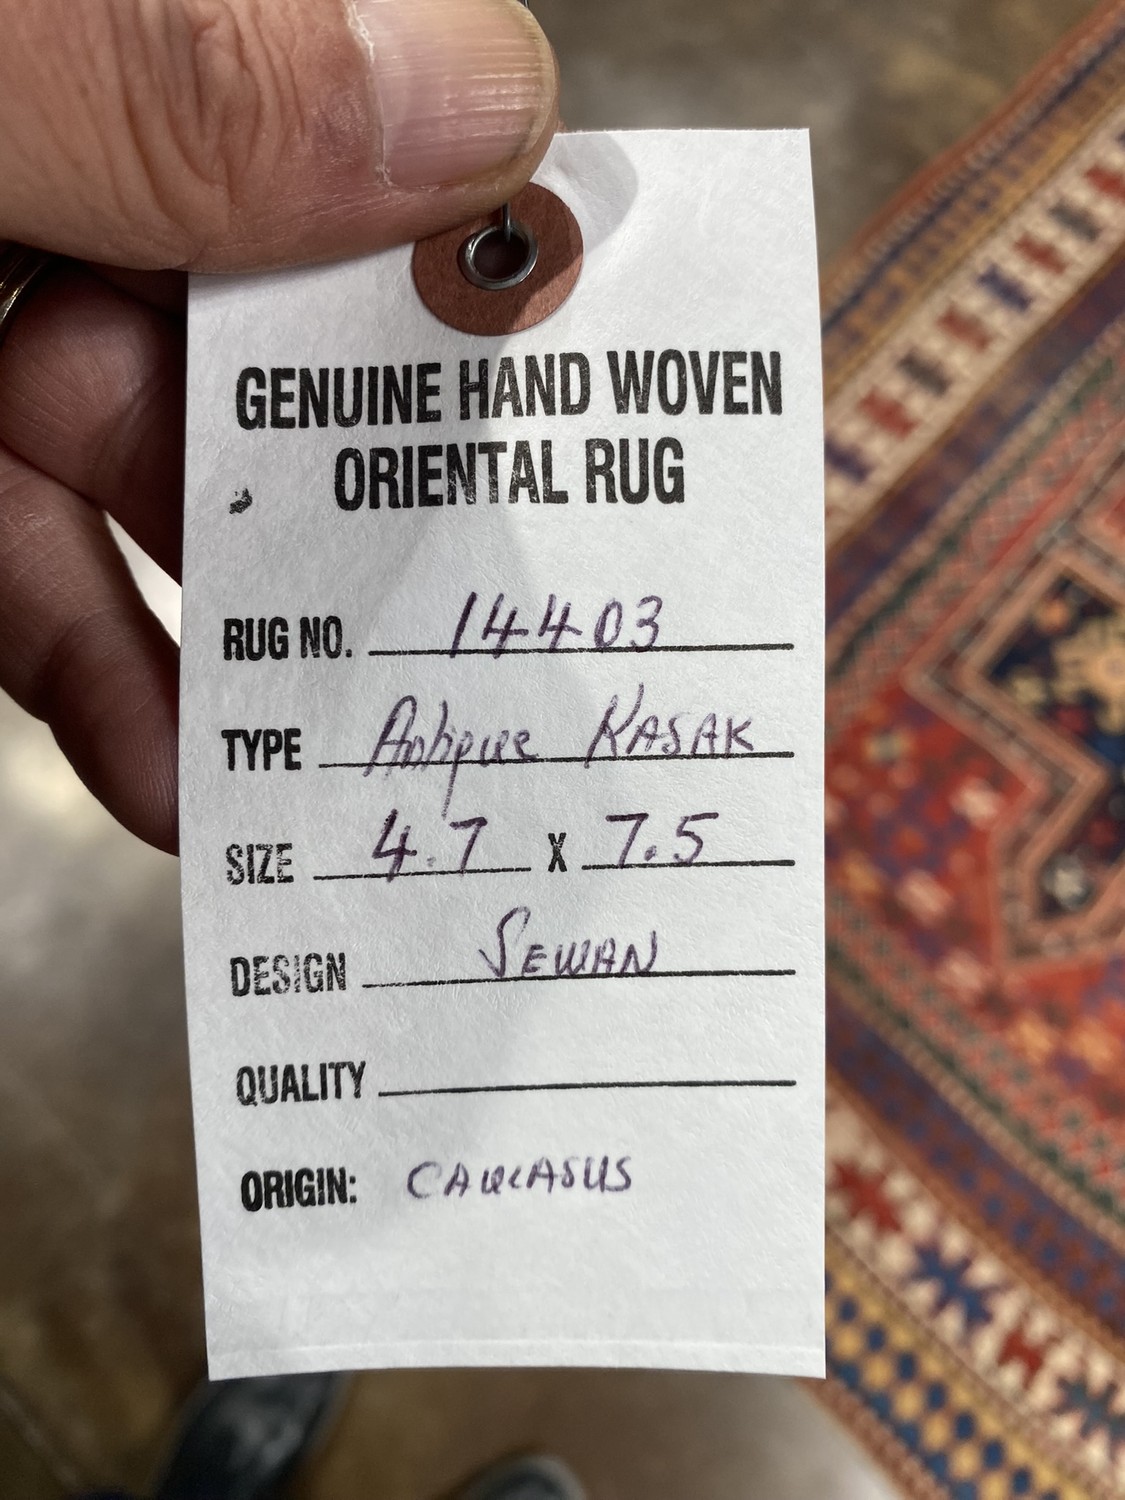 GENUINE HAND WOVEN
ORIENTAL RUG
RUG NO. 14403
TYPE Antique KASAK
SIZE 4.7 X 7.5
DESIGN SEWAN
QUALITY
ORIGIN: CAUCASUS